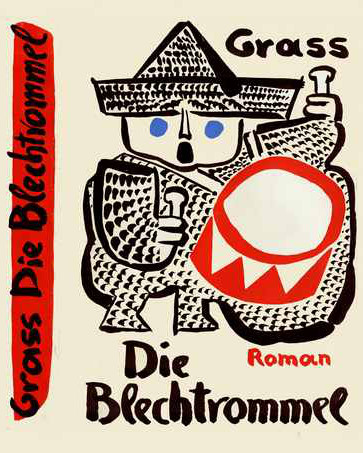 Grass Die Blechtrommel
Grass
Die
Roman
Blechtrommel